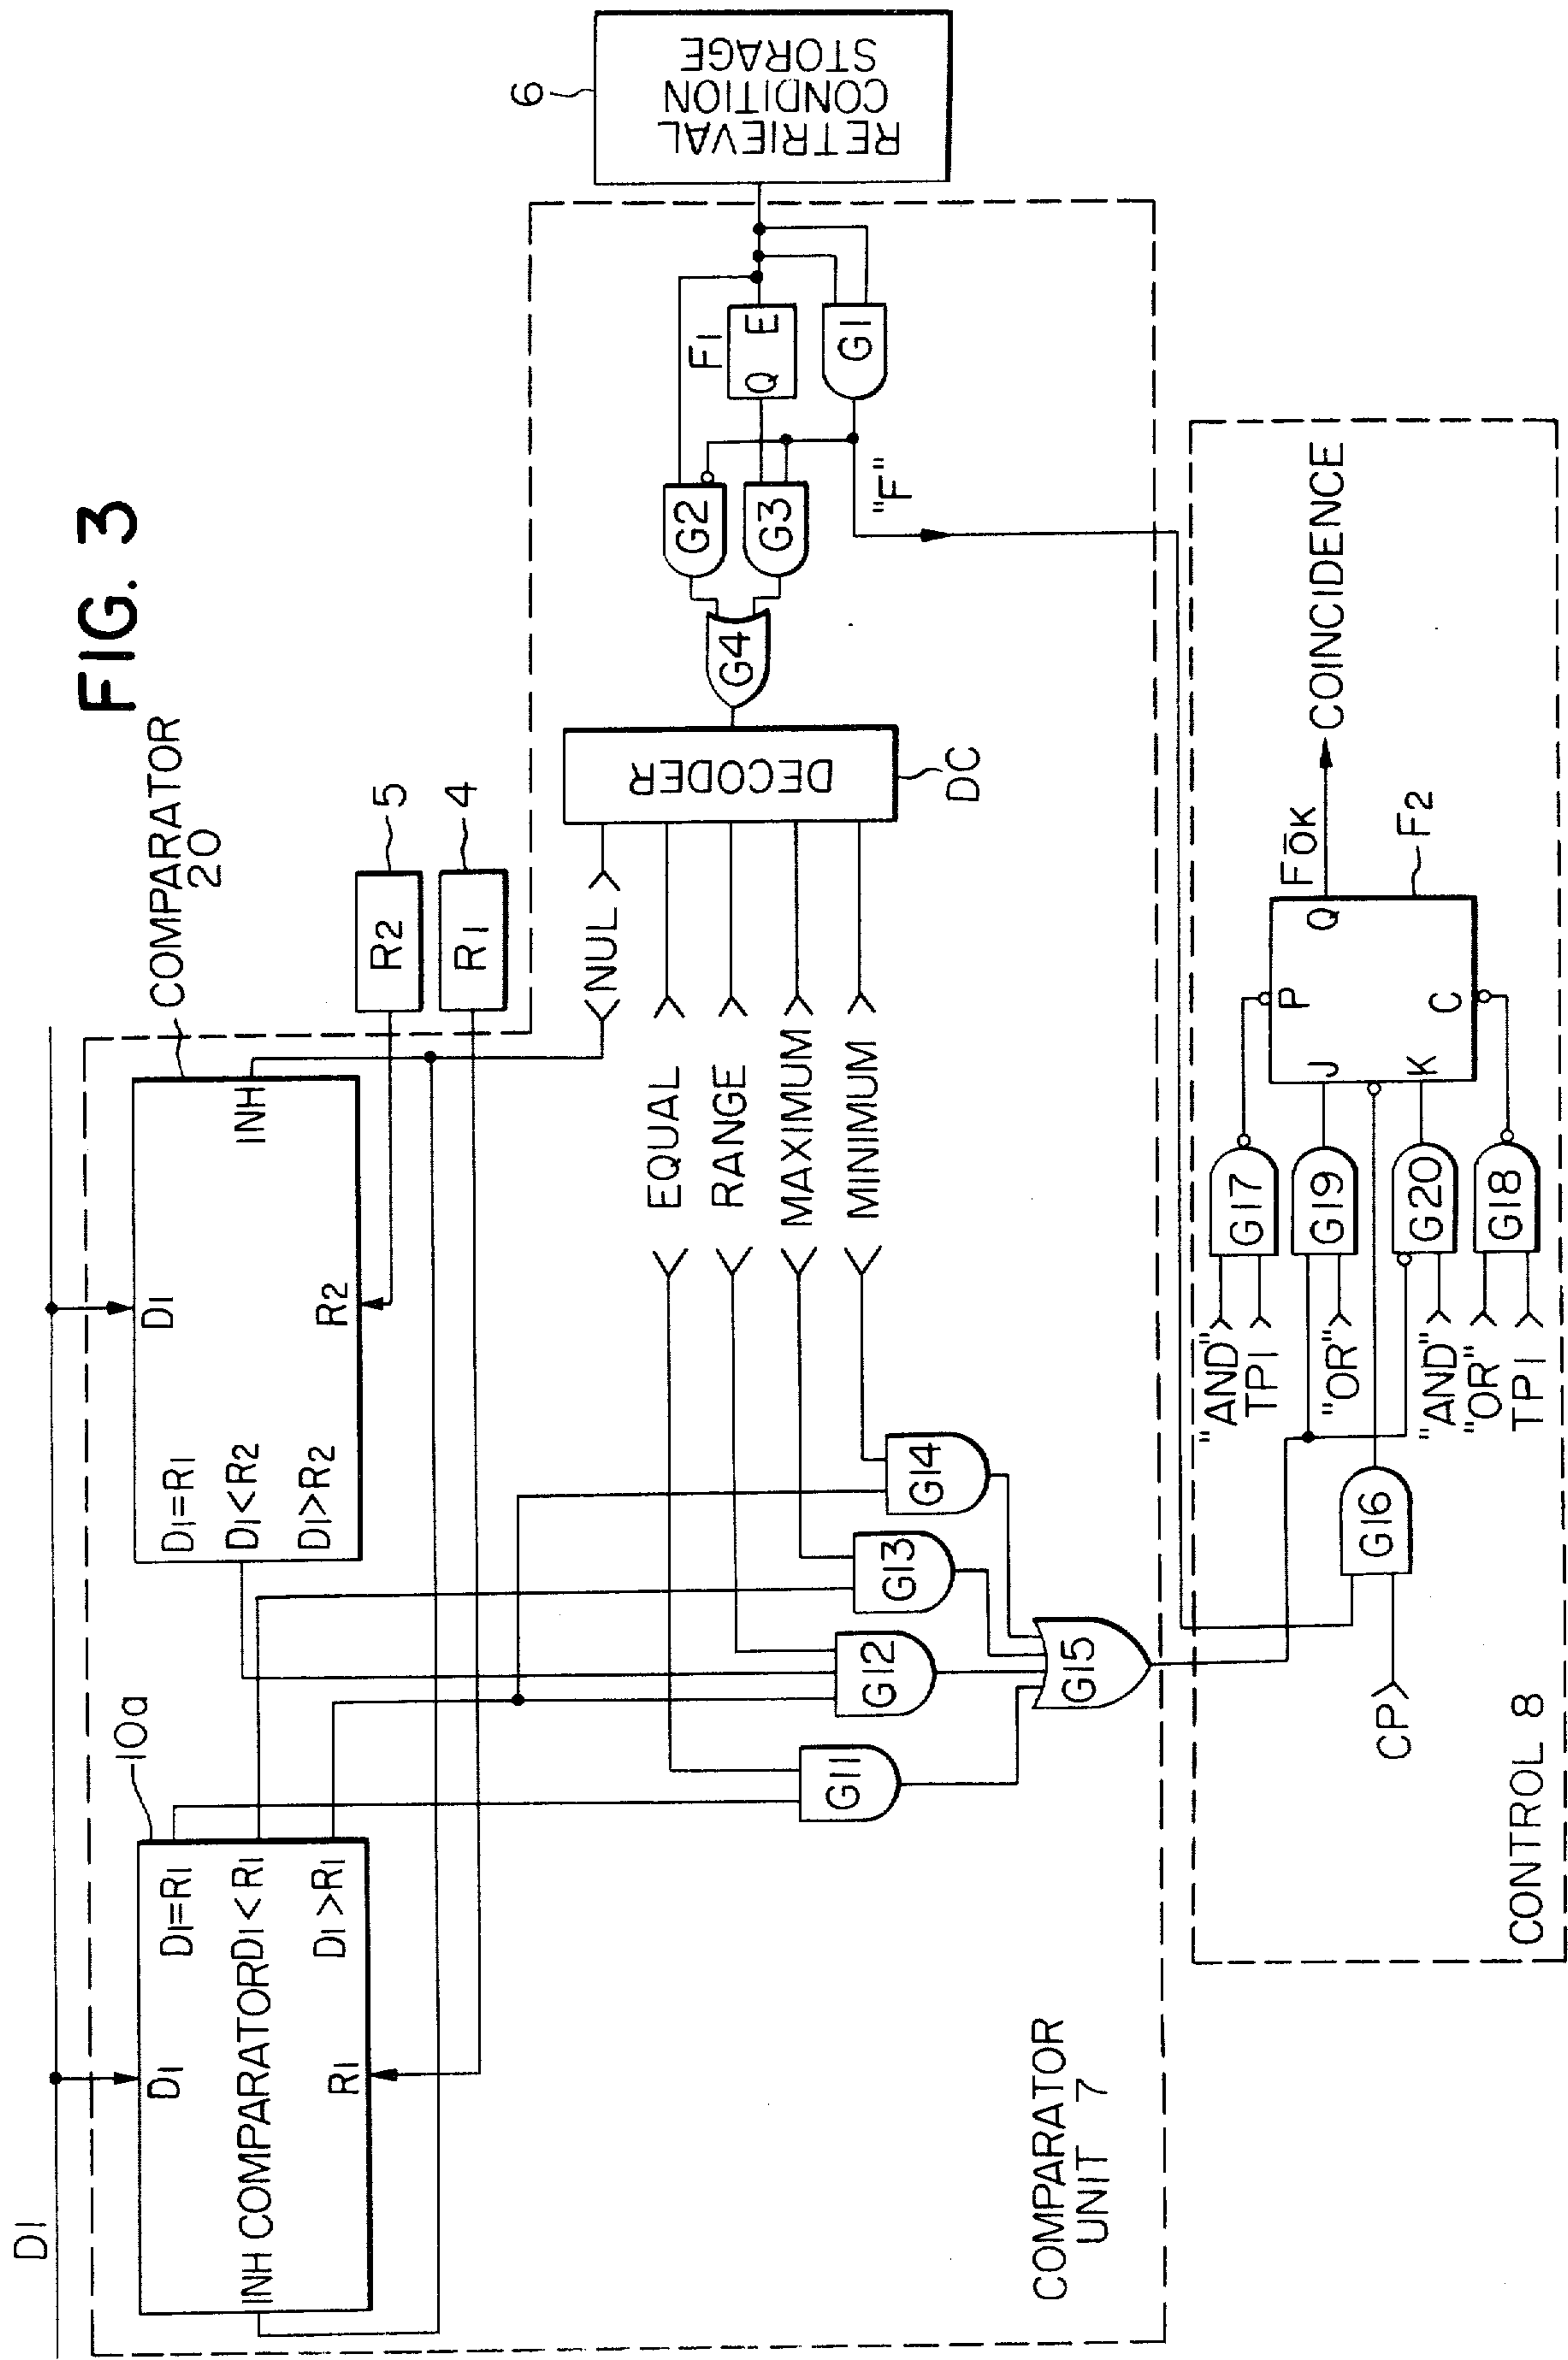 FIG. 3
D1
10a
D1
D1=R1
INH COMPARATOR D1<R1
D1>R1
R1
COMPARATOR
20
D1
D1=R1
D1<R2
D1>R2
INH
R2
R2
5
R1
4
<NUL>
EQUAL
RANGE
MAXIMUM
MINIMUM
DECODER
DC
G4
G2
G3
F1
Q E
G1
"F"
RETRIEVAL
CONDITION
STORAGE
6
G11
G12
G13
G14
G15
COMPARATOR
UNIT 7
CONTROL 8
CP
G16
"AND"
TP1
"OR"
"AND"
"OR"
TP1
G17
G19
G20
G18
P
J
K
C
Q
FOK
F2
COINCIDENCE